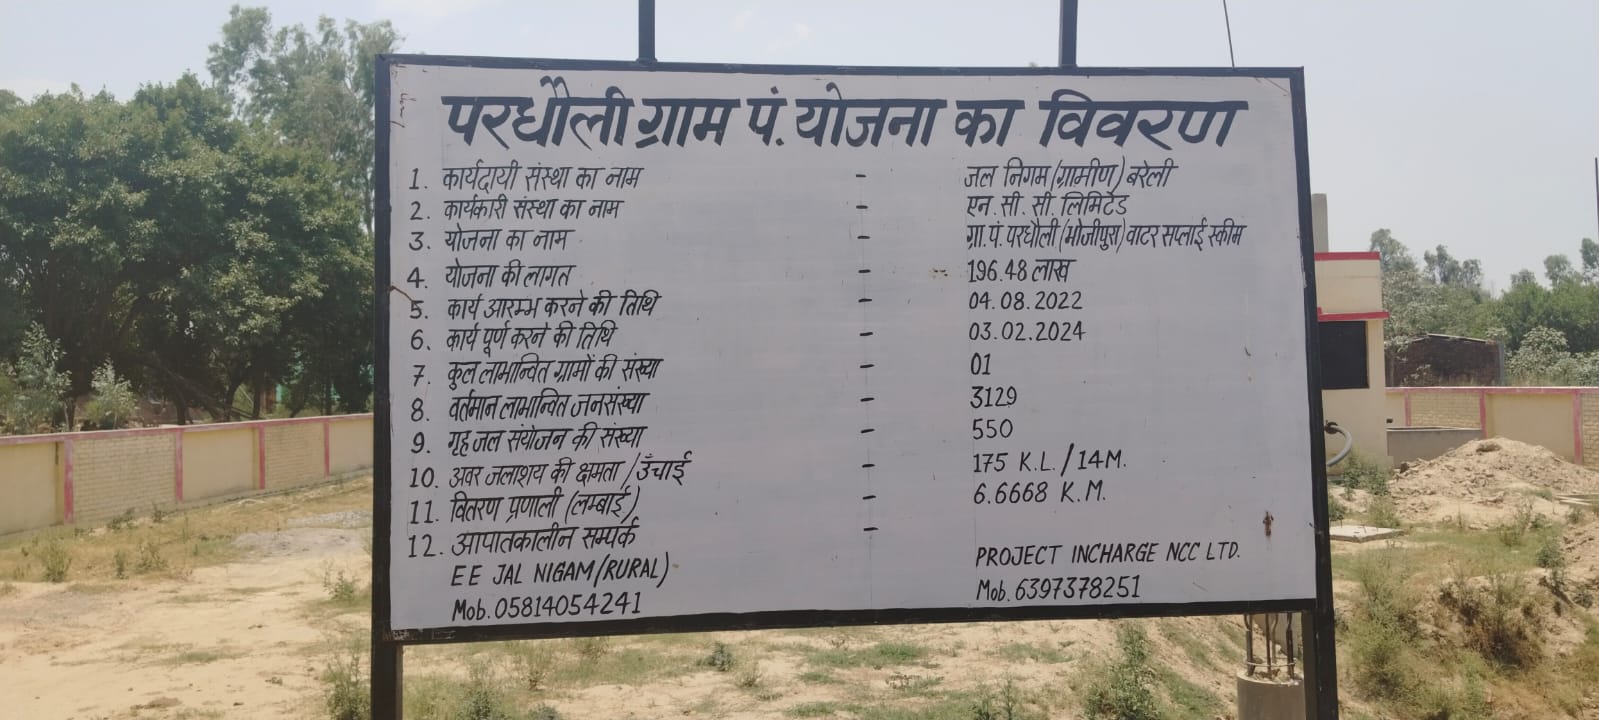 परधौली ग्राम पं. योजना का विवरण
1. कार्यदायी संस्था का नाम - जल निगम (ग्रामीण) बरेली
2. कार्यकारी संस्था का नाम - एन. सी. सी. लिमिटेड
3. योजना का नाम - ग्रा. पं. परधौली (भोजीपुरा) वाटर सप्लाई स्कीम
4. योजना की लागत - 196.48 लाख
5. कार्य आरम्भ करने की तिथि - 04.08.2022
6. कार्य पूर्ण करने की तिथि - 03.02.2024
7. कुल लाभान्वित ग्रामों की संख्या - 01
8. वर्तमान लाभान्वित जनसंख्या - 3129
9. गृह जल संयोजन की संख्या - 550
10. अवर जलाशय की क्षमता / उँचाई - 175 K.L. / 14M.
11. वितरण प्रणाली (लम्बाई) - 6.6668 K.M.
12. आपातकालीन सम्पर्क -
EE JAL NIGAM (RURAL) PROJECT INCHARGE NCC LTD.
Mob. 05814054241 Mob. 6397378251